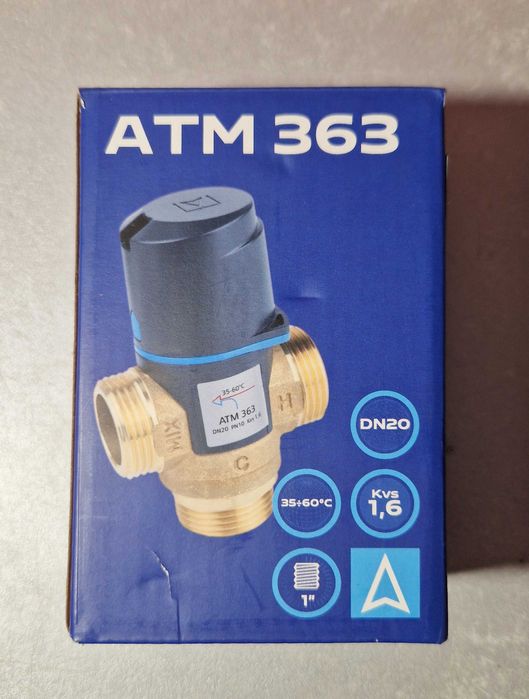 ATM 363
35-60°C
ATM 363
DN20 PN10 Kvs 1.6
MIX
H
C
DN20
35÷60°C
Kvs
1,6
1"